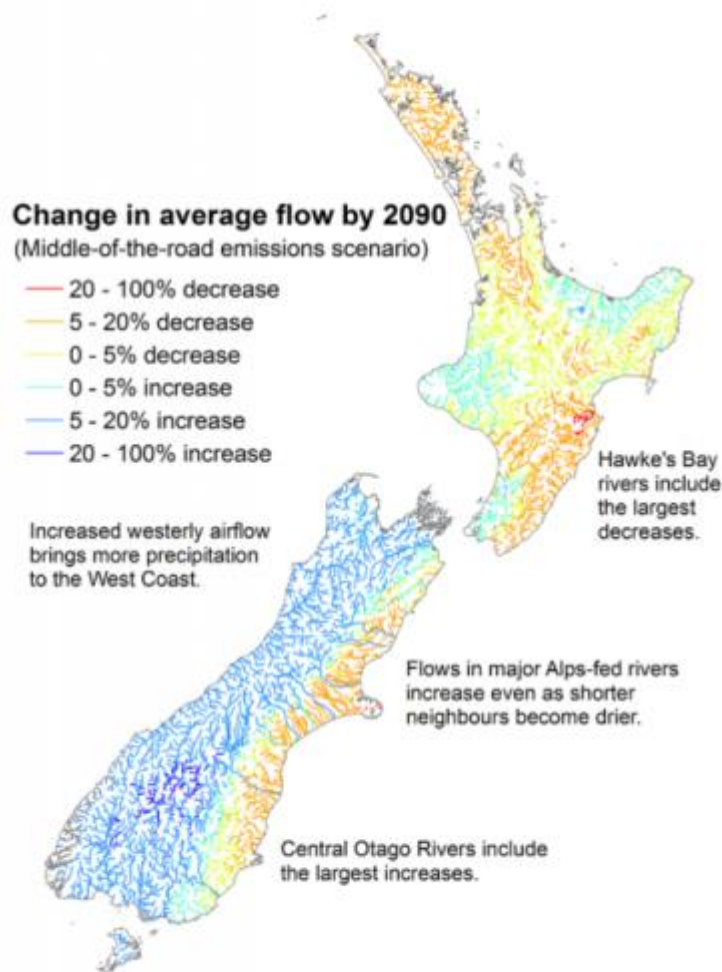 Change in average flow by 2090
(Middle-of-the-road emissions scenario)
20 - 100% decrease
5 - 20% decrease
0 - 5% decrease
0 - 5% increase
5 - 20% increase
20 - 100% increase
Hawke's Bay
rivers include
the largest
decreases.
Increased westerly airflow
brings more precipitation
to the West Coast.
Flows in major Alps-fed rivers
increase even as shorter
neighbours become drier.
Central Otago Rivers include
the largest increases.